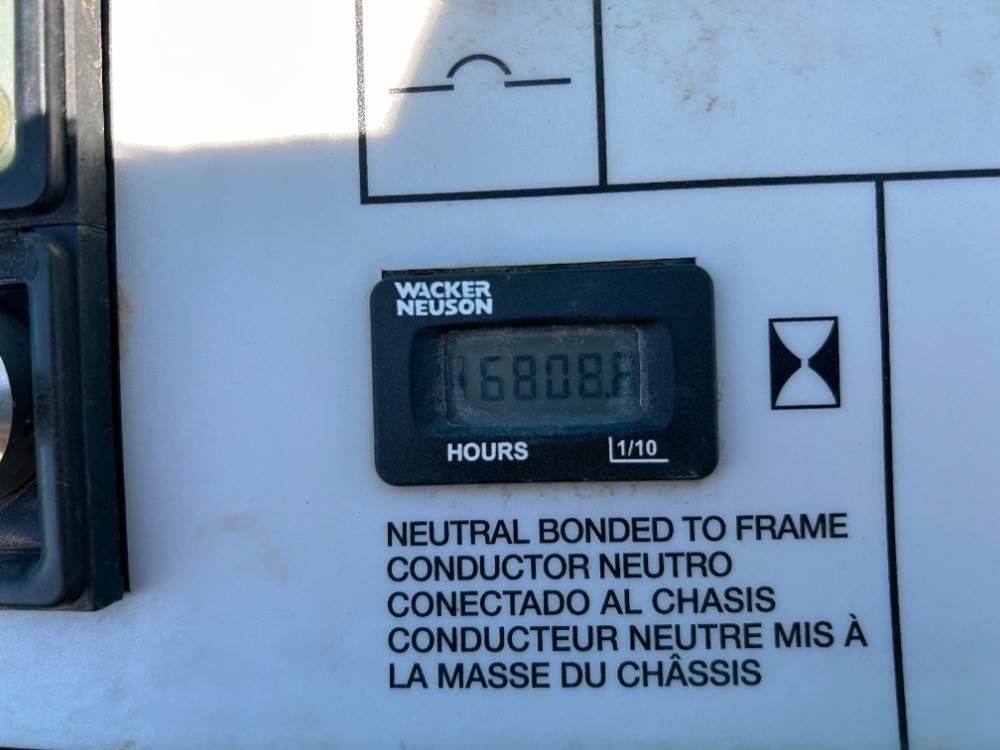 WACKER
NEUSON
6808.
HOURS
1/10
NEUTRAL BONDED TO FRAME
CONDUCTOR NEUTRO
CONECTADO AL CHASIS
CONDUCTEUR NEUTRE MIS À
LA MASSE DU CHÂSSIS